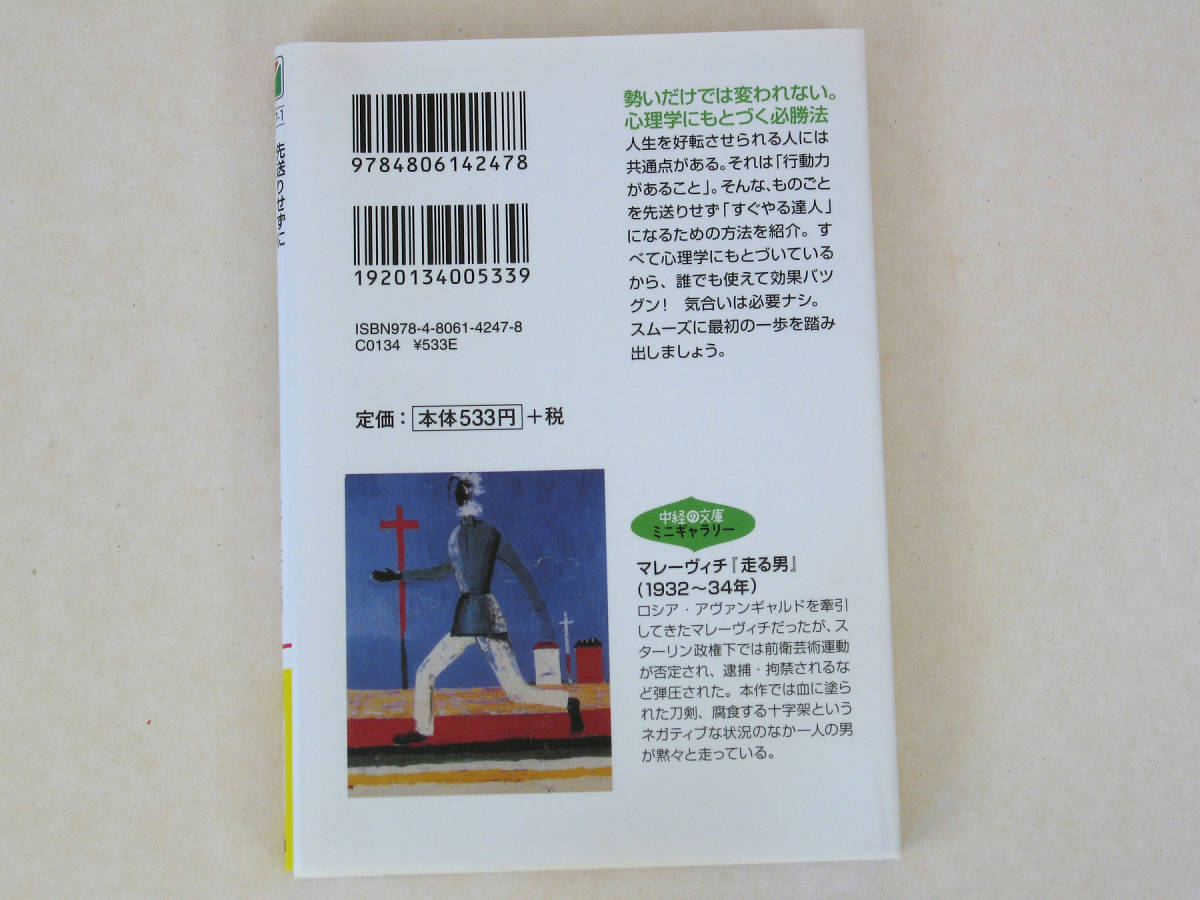 7-1
先送りせずに
9784806142478
1920134005339
ISBN978-4-8061-4247-8
C0134 ¥533E
定価：本体533円+税
勢いだけでは変われない。
心理学にもとづく必勝法
人生を好転させられる人には
共通点がある。それは「行動力
があること」。そんな、ものごと
を先送りせず「すぐやる達人」
になるための方法を紹介。す
べて心理学にもとづいている
から、誰でも使えて効果バツ
グン！ 気合いは必要ナシ。
スムーズに最初の一歩を踏み
出しましょう。
中経の文庫
ミニギャラリー
マレーヴィチ『走る男』
(1932〜34年)
ロシア・アヴァンギャルドを牽引
してきたマレーヴィチだったが、ス
ターリン政権下では前衛芸術運動
が否定され、逮捕・拘禁されるな
ど弾圧された。本作では血に塗ら
れた刀剣、腐食する十字架という
ネガティブな状況のなか一人の男
が黙々と走っている。